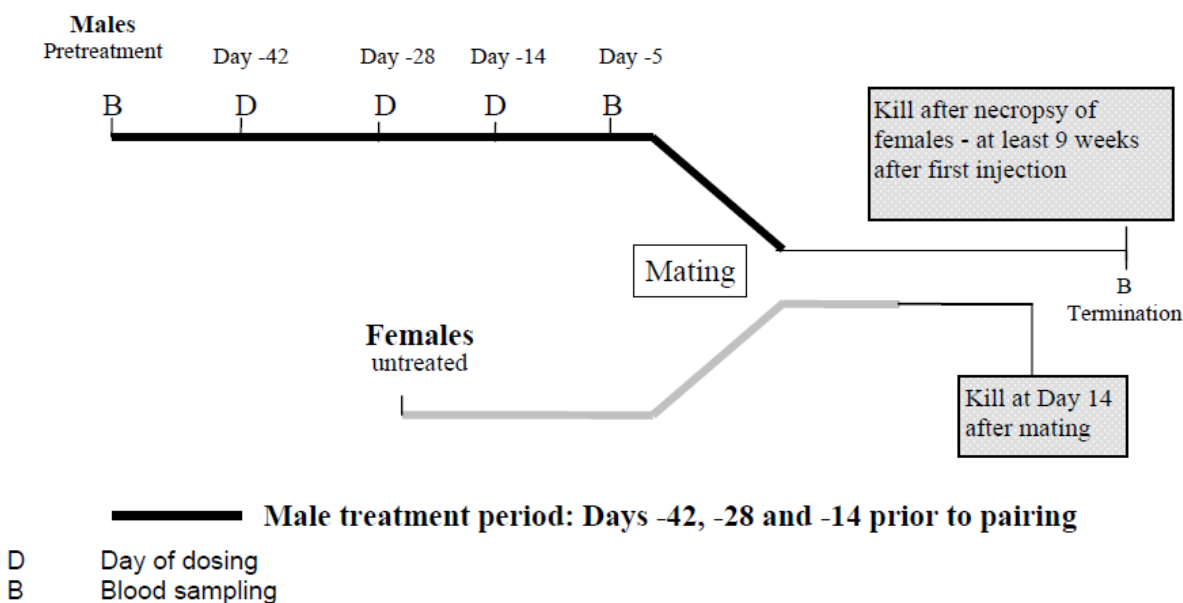 Males
Pretreatment
Day -42
Day -28
Day -14
Day -5
B
D
D
D
B
Kill after necropsy of
females - at least 9 weeks
after first injection
Mating
B
Termination
Females
untreated
Kill at Day 14
after mating
Male treatment period: Days -42, -28 and -14 prior to pairing
D Day of dosing
B Blood sampling